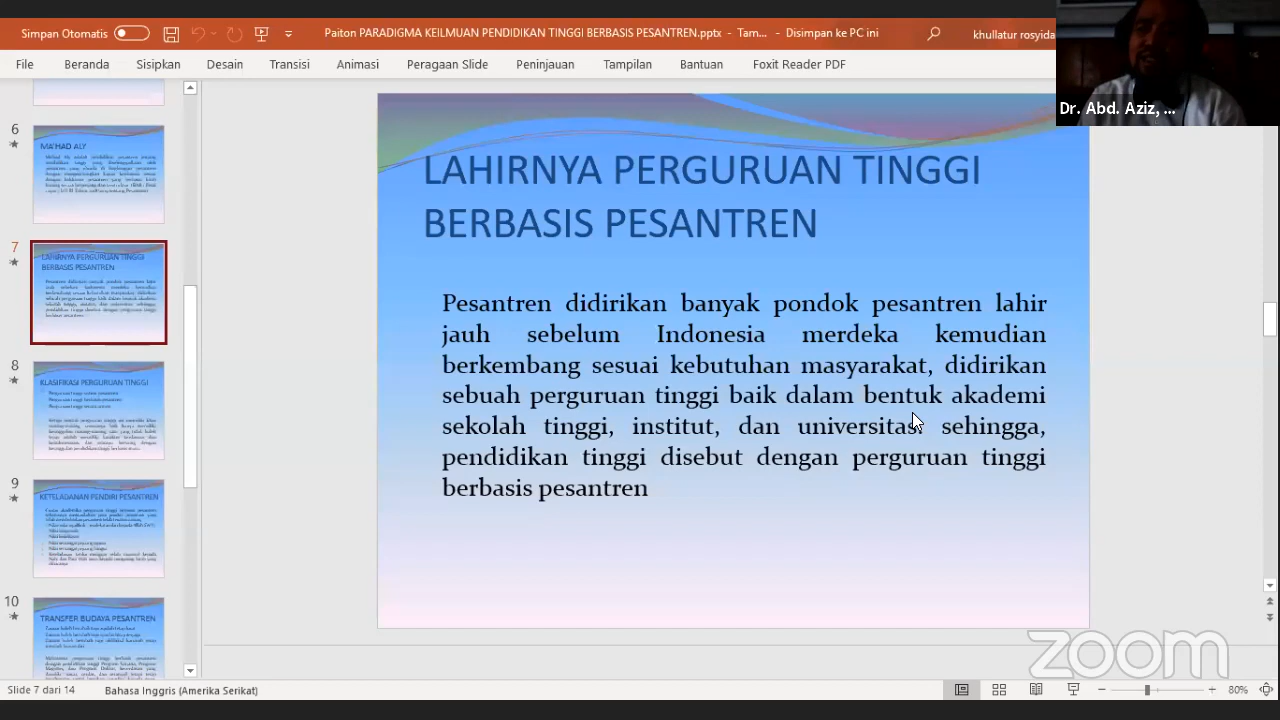 Simpan Otomatis
Paiton PARADIGMA KEILMUAN PENDIDIKAN TINGGI BERBASIS PESANTREN.pptx - Tam... - Disimpan ke PC ini
khullatur rosyida
File Beranda Sisipkan Desain Transisi Animasi Peragaan Slide Peninjauan Tampilan Bantuan Foxit Reader PDF
Dr. Abd. Aziz, ...
6
MA'HAD ALY
7
LAHIRNYA PERGURUAN TINGGI
BERBASIS PESANTREN
8
KLASIFIKASI PERGURUAN TINGGI
9
KETELADANAN PENDIRI PESANTREN
10
TRANSFER BUDAYA PESANTREN
LAHIRNYA PERGURUAN TINGGI
BERBASIS PESANTREN
Pesantren didirikan banyak pondok pesantren lahir
jauh sebelum Indonesia merdeka kemudian
berkembang sesuai kebutuhan masyarakat, didirikan
sebuah perguruan tinggi baik dalam bentuk akademi
sekolah tinggi, institut, dan universitas sehingga,
pendidikan tinggi disebut dengan perguruan tinggi
berbasis pesantren
zoom
Slide 7 dari 14 Bahasa Inggris (Amerika Serikat)
80%